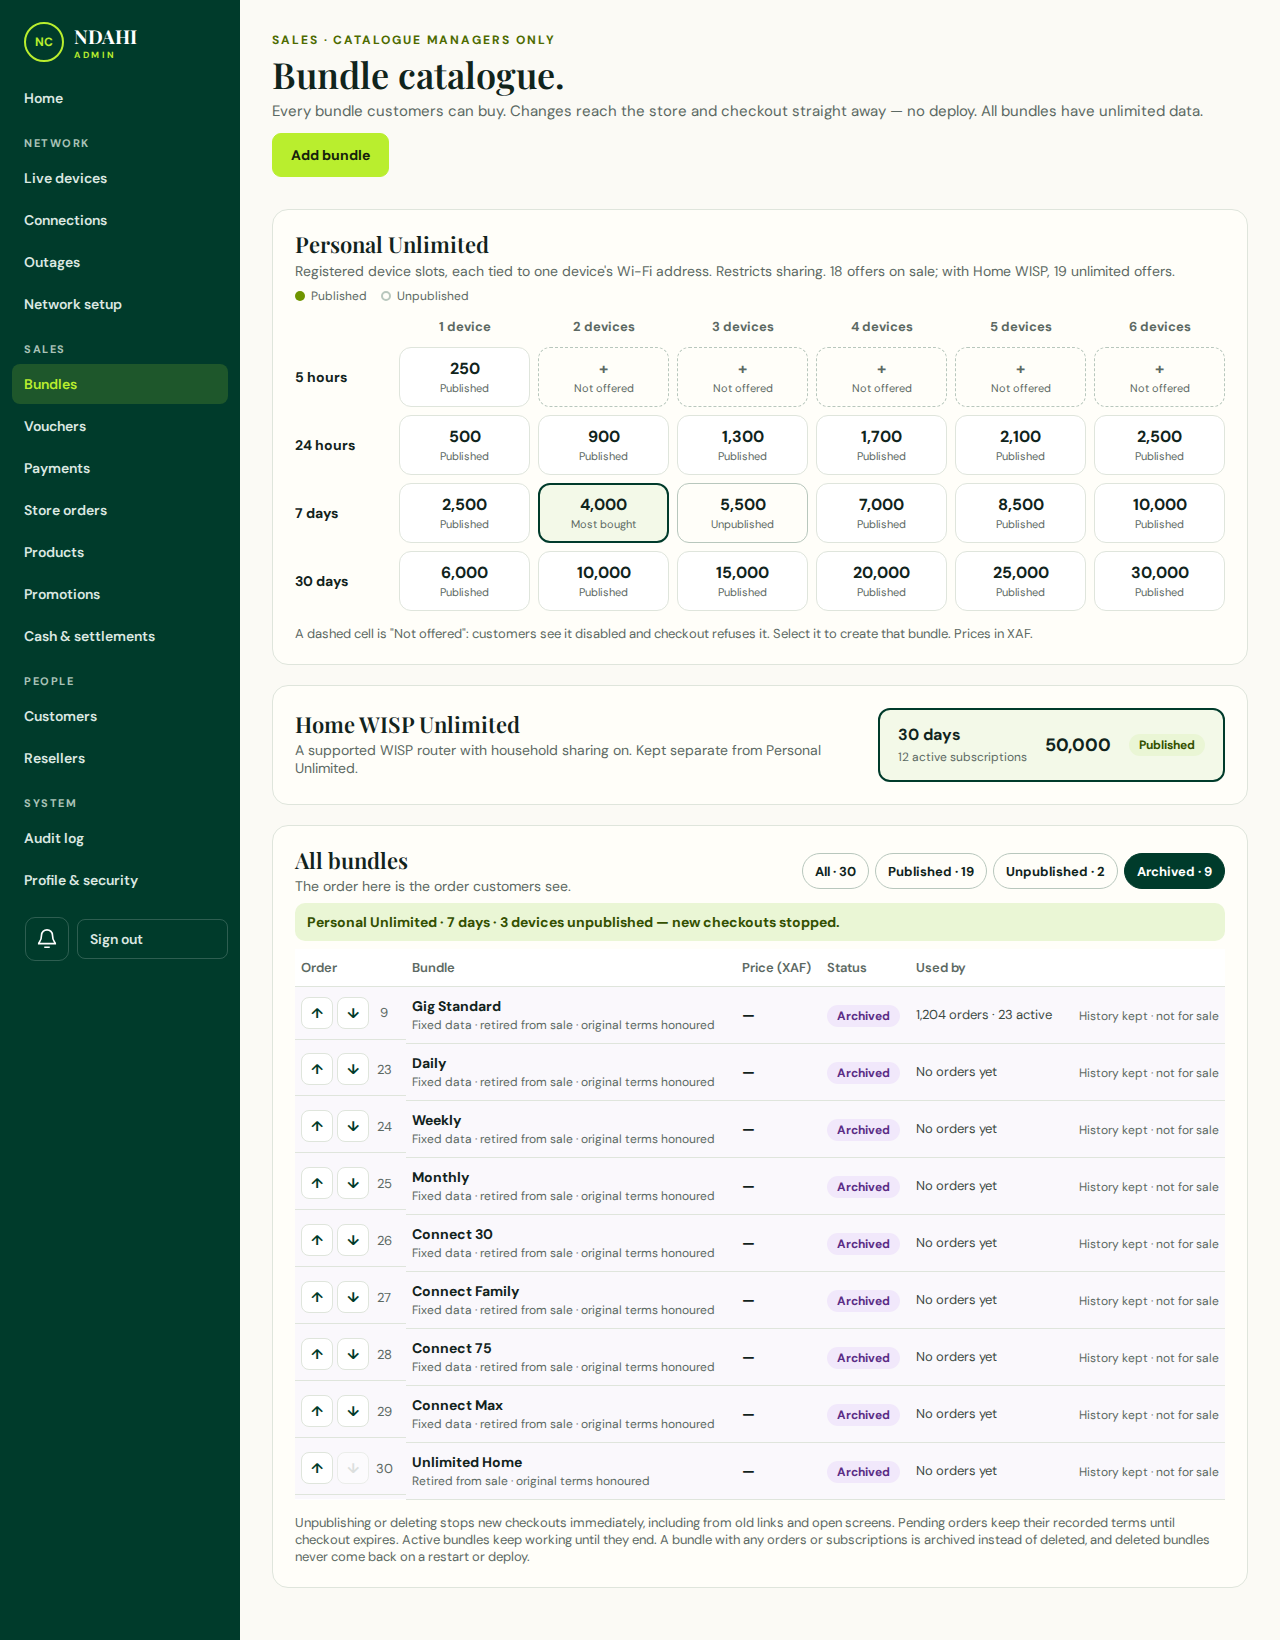 NC
NDAHI
ADMIN
Home
NETWORK
Live devices
Connections
Outages
Network setup
SALES
Bundles
Vouchers
Payments
Store orders
Products
Promotions
Cash & settlements
PEOPLE
Customers
Resellers
SYSTEM
Audit log
Profile & security
Sign out
SALES · CATALOGUE MANAGERS ONLY
Bundle catalogue.
Every bundle customers can buy. Changes reach the store and checkout straight away — no deploy. All bundles have unlimited data.
Add bundle
Personal Unlimited
Registered device slots, each tied to one device's Wi-Fi address. Restricts sharing. 18 offers on sale; with Home WISP, 19 unlimited offers.
Published Unpublished
1 device 2 devices 3 devices 4 devices 5 devices 6 devices
5 hours 250 + + + + +
Published Not offered Not offered Not offered Not offered Not offered
24 hours 500 900 1,300 1,700 2,100 2,500
Published Published Published Published Published Published
7 days 2,500 4,000 5,500 7,000 8,500 10,000
Published Most bought Unpublished Published Published Published
30 days 6,000 10,000 15,000 20,000 25,000 30,000
Published Published Published Published Published Published
A dashed cell is "Not offered": customers see it disabled and checkout refuses it. Select it to create that bundle. Prices in XAF.
Home WISP Unlimited
A supported WISP router with household sharing on. Kept separate from Personal
Unlimited.
30 days
12 active subscriptions
50,000
Published
All bundles
The order here is the order customers see.
All · 30 Published · 19 Unpublished · 2 Archived · 9
Personal Unlimited · 7 days · 3 devices unpublished — new checkouts stopped.
Order Bundle Price (XAF) Status Used by
↑ ↓ 9 Gig Standard — Archived 1,204 orders · 23 active History kept · not for sale
Fixed data · retired from sale · original terms honoured
↑ ↓ 23 Daily — Archived No orders yet History kept · not for sale
Fixed data · retired from sale · original terms honoured
↑ ↓ 24 Weekly — Archived No orders yet History kept · not for sale
Fixed data · retired from sale · original terms honoured
↑ ↓ 25 Monthly — Archived No orders yet History kept · not for sale
Fixed data · retired from sale · original terms honoured
↑ ↓ 26 Connect 30 — Archived No orders yet History kept · not for sale
Fixed data · retired from sale · original terms honoured
↑ ↓ 27 Connect Family — Archived No orders yet History kept · not for sale
Fixed data · retired from sale · original terms honoured
↑ ↓ 28 Connect 75 — Archived No orders yet History kept · not for sale
Fixed data · retired from sale · original terms honoured
↑ ↓ 29 Connect Max — Archived No orders yet History kept · not for sale
Fixed data · retired from sale · original terms honoured
↑ ↓ 30 Unlimited Home — Archived No orders yet History kept · not for sale
Retired from sale · original terms honoured
Unpublishing or deleting stops new checkouts immediately, including from old links and open screens. Pending orders keep their recorded terms until
checkout expires. Active bundles keep working until they end. A bundle with any orders or subscriptions is archived instead of deleted, and deleted bundles
never come back on a restart or deploy.